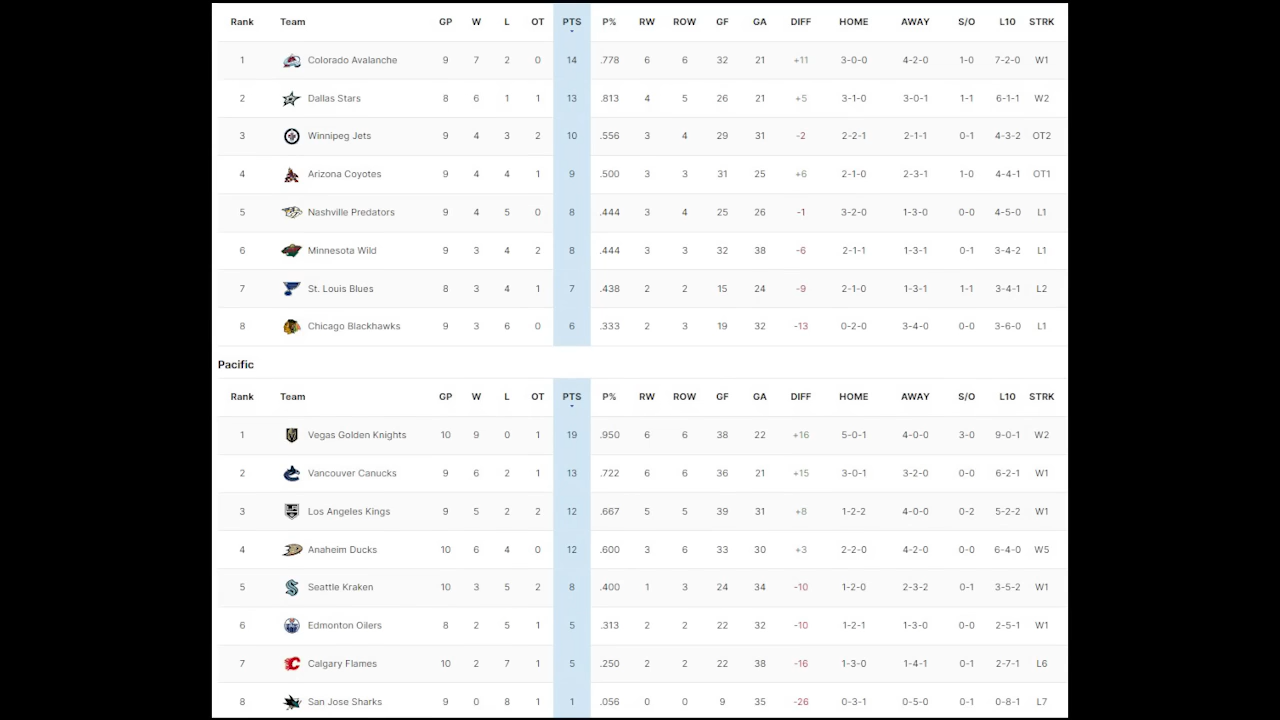 Rank Team GP W L OT PTS P% RW ROW GF GA DIFF HOME AWAY S/O L10 STRK
1 Colorado Avalanche 9 7 2 0 14 .778 6 6 32 21 +11 3-0-0 4-2-0 1-0 7-2-0 W1
2 Dallas Stars 8 6 1 1 13 .813 4 5 26 21 +5 3-1-0 3-0-1 1-1 6-1-1 W2
3 Winnipeg Jets 9 4 3 2 10 .556 3 4 29 31 -2 2-2-1 2-1-1 0-1 4-3-2 OT2
4 Arizona Coyotes 9 4 4 1 9 .500 3 3 31 25 +6 2-1-0 2-3-1 1-0 4-4-1 OT1
5 Nashville Predators 9 4 5 0 8 .444 3 4 25 26 -1 3-2-0 1-3-0 0-0 4-5-0 L1
6 Minnesota Wild 9 3 4 2 8 .444 3 3 32 38 -6 2-1-1 1-3-1 0-1 3-4-2 L1
7 St. Louis Blues 8 3 4 1 7 .438 2 2 15 24 -9 2-1-0 1-3-1 1-1 3-4-1 L2
8 Chicago Blackhawks 9 3 6 0 6 .333 2 3 19 32 -13 0-2-0 3-4-0 0-0 3-6-0 L1
Pacific
Rank Team GP W L OT PTS P% RW ROW GF GA DIFF HOME AWAY S/O L10 STRK
1 Vegas Golden Knights 10 9 0 1 19 .950 6 6 38 22 +16 5-0-1 4-0-0 3-0 9-0-1 W2
2 Vancouver Canucks 9 6 2 1 13 .722 6 6 36 21 +15 3-0-1 3-2-0 0-0 6-2-1 W1
3 Los Angeles Kings 9 5 2 2 12 .667 5 5 39 31 +8 1-2-2 4-0-0 0-2 5-2-2 W1
4 Anaheim Ducks 10 6 4 0 12 .600 3 6 33 30 +3 2-2-0 4-2-0 0-0 6-4-0 W5
5 Seattle Kraken 10 3 5 2 8 .400 1 3 24 34 -10 1-2-0 2-3-2 0-1 3-5-2 W1
6 Edmonton Oilers 8 2 5 1 5 .313 2 2 22 32 -10 1-2-1 1-3-0 0-0 2-5-1 W1
7 Calgary Flames 10 2 7 1 5 .250 2 2 22 38 -16 1-3-0 1-4-1 0-1 2-7-1 L6
8 San Jose Sharks 9 0 8 1 1 .056 0 0 9 35 -26 0-3-1 0-5-0 0-1 0-8-1 L7